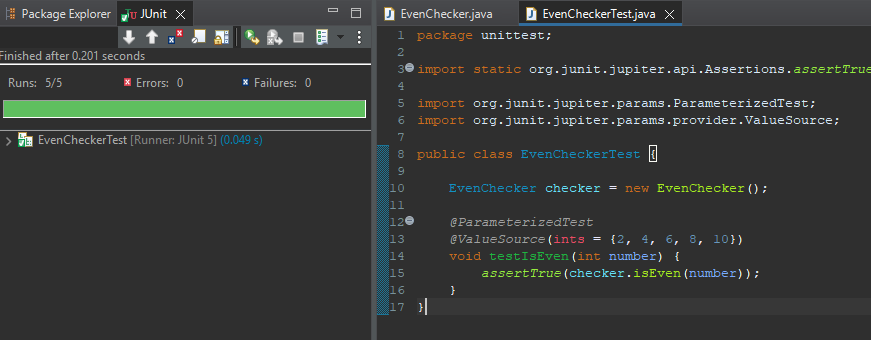 Package Explorer JUnit
Finished after 0.201 seconds
Runs: 5/5 Errors: 0 Failures: 0
EvenCheckerTest [Runner: JUnit 5] (0.049 s)
EvenChecker.java EvenCheckerTest.java
1 package unittest;
2
3 import static org.junit.jupiter.api.Assertions.assertTrue
4
5 import org.junit.jupiter.params.ParameterizedTest;
6 import org.junit.jupiter.params.provider.ValueSource;
7
8 public class EvenCheckerTest {
9
10 EvenChecker checker = new EvenChecker();
11
12 @ParameterizedTest
13 @ValueSource(ints = {2, 4, 6, 8, 10})
14 void testIsEven(int number) {
15 assertTrue(checker.isEven(number));
16 }
17 }